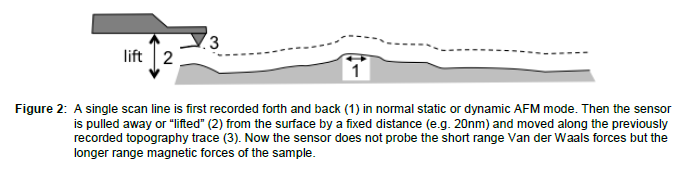 3
lift 2
1
Figure 2: A single scan line is first recorded forth and back (1) in normal static or dynamic AFM mode. Then the sensor
is pulled away or “lifted” (2) from the surface by a fixed distance (e.g. 20nm) and moved along the previously
recorded topography trace (3). Now the sensor does not probe the short range Van der Waals forces but the
longer range magnetic forces of the sample.